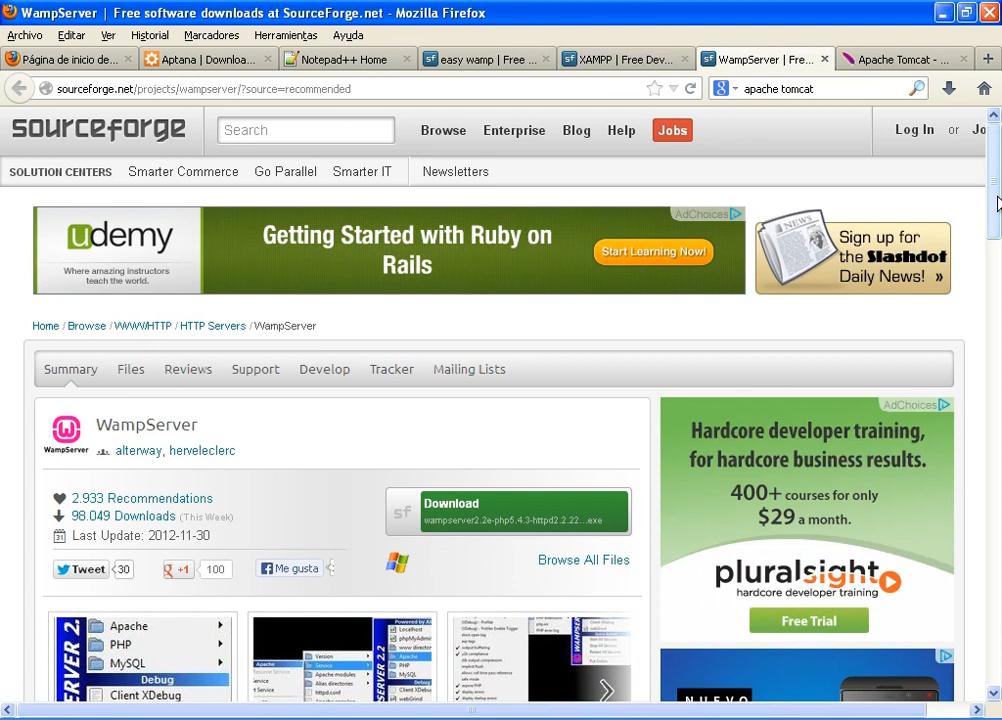 WampServer | Free software downloads at SourceForge.net - Mozilla Firefox
Archivo Editar Ver Historial Marcadores Herramientas Ayuda
Página de inicio de...
Aptana | Downloa...
Notepad++ Home
easy wamp | Free ...
XAMPP | Free Dev...
WampServer | Fre...
Apache Tomcat - ...
sourceforge.net/projects/wampserver/?source=recommended
apache tomcat
sourceforge
Search
Browse Enterprise Blog Help Jobs
Log In or Jo
SOLUTION CENTERS Smarter Commerce Go Parallel Smarter IT Newsletters
udemy
Where amazing instructors
teach the world.
Getting Started with Ruby on
Rails
Start Learning Now!
AdChoices
NEWS
Sign up for
the Slashdot
Daily News! »
Home / Browse / WWW/HTTP / HTTP Servers / WampServer
Summary Files Reviews Support Develop Tracker Mailing Lists
WampServer
WampServer
alterway, herveleclerc
2.933 Recommendations
98.049 Downloads (This Week)
Last Update: 2012-11-30
Tweet 30
g +1 100
Me gusta
sf
Download
wampserver2.2e-php5.4.3-httpd2.2.22...exe
Browse All Files
AdChoices
Hardcore developer training,
for hardcore business results.
400+ courses for only
$29 a month.
pluralsight
hardcore developer training
Free Trial
SERVER 2.
Apache
PHP
MySQL
Debug
Client XDebug
Apache
Version
Service
Apache modules
Alias directories
httpd.conf
Localhost
phpMyAdmin
www director
Apache
PHP
MySQL
NUEVO